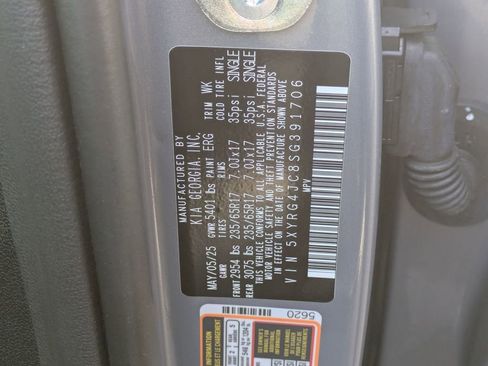 MANUFACTURED BY
KIA GEORGIA, INC.
MAY/05/25 GVWR 5401 lbs PAINT ERG TRIM WK
GAWR TIRES RIMS COLD TIRE INFL
FRONT 2954 lbs 235/65R17 7.0Jx17 35psi SINGLE
REAR 3075 lbs 235/65R17 7.0Jx17 35psi SINGLE
THIS VEHICLE CONFORMS TO ALL APPLICABLE U.S.A. FEDERAL
MOTOR VEHICLE SAFETY AND THEFT PREVENTION STANDARDS
IN EFFECT ON THE DATE OF MANUFACTURE SHOWN ABOVE
VIN 5XYRG4JC8SG391706
MPV
5620
INFORMATION